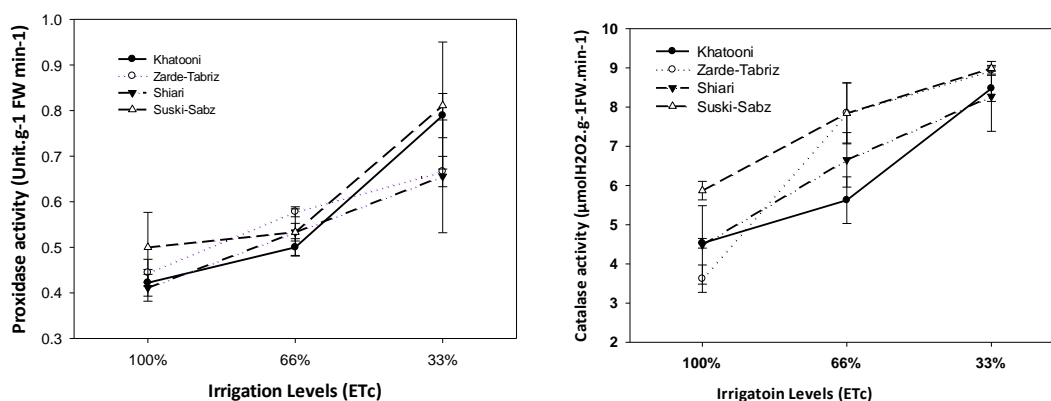 Proxidase activity (Unit.g-1 FW min-1)
1.0
0.9
0.8
0.7
0.6
0.5
0.4
0.3
Khatooni
Zarde-Tabriz
Shiari
Suski-Sabz
100% 66% 33%
Irrigation Levels (ETc)
Catalase activity (µmolH2O2.g-1FW.min-1)
10
9
8
7
6
5
4
3
2
Khatooni
Zarde-Tabriz
Shiari
Suski-Sabz
100% 66% 33%
Irrigatoin Levels (ETc)